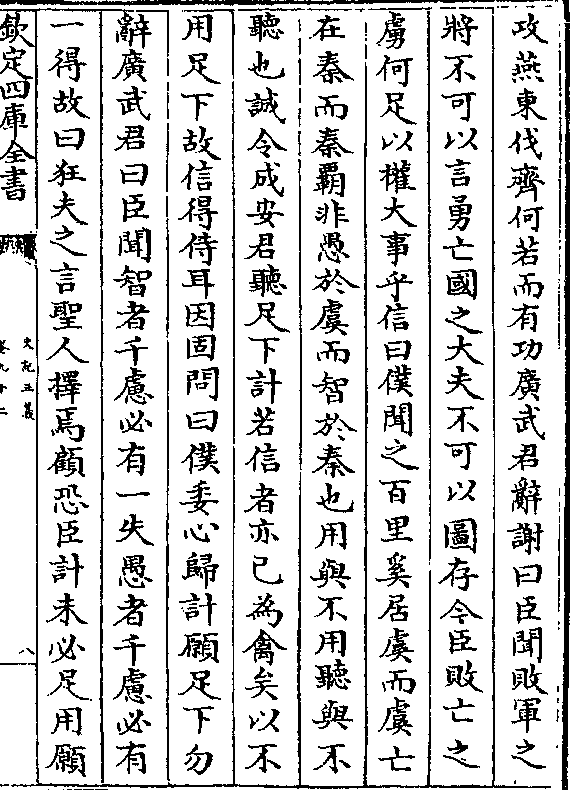 攻燕東伐齊何若而有功廣武君辭謝曰臣聞敗軍之
將不可以言勇亡國之大夫不可以圖存今臣敗亡之
虜何足以權大事乎信曰僕聞之百里奚居虞而虞亡
在秦而秦霸非愚於虞而智於秦也用與不用聽與不
聽也誠令成安君聽足下計若信者亦已為禽矣以不
用足下故信得侍耳因固問曰僕委心歸計願足下勿
辭廣武君曰臣聞智者千慮必有一失愚者千慮必有
一得故曰狂夫之言聖人擇焉顧恐臣計未必足用願
欽定四庫全書
史記正義
卷九十二
八